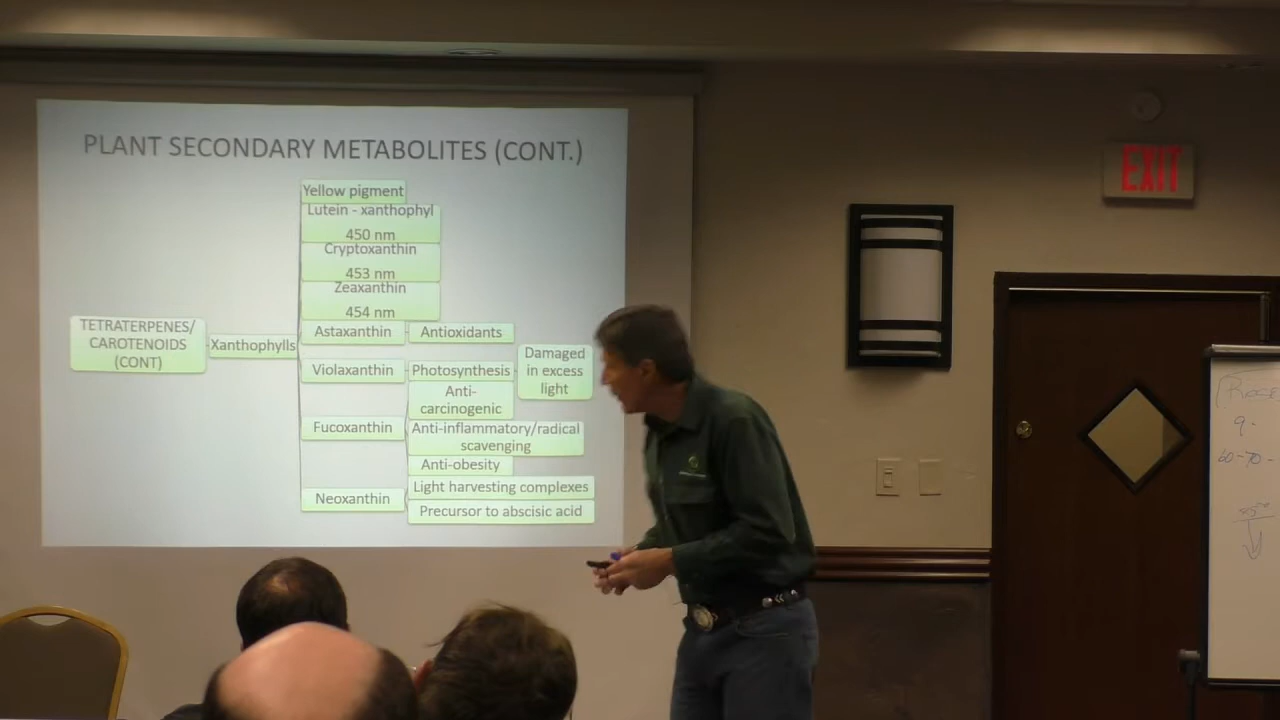 PLANT SECONDARY METABOLITES (CONT.)
Yellow pigment
Lutein - xanthophyl
450 nm
Cryptoxanthin
453 nm
Zeaxanthin
454 nm
TETRATERPENES/
CAROTENOIDS
(CONT)
Xanthophylls
Astaxanthin
Antioxidants
Violaxanthin
Photosynthesis
Damaged
in excess
light
Anti-
carcinogenic
Fucoxanthin
Anti-inflammatory/radical
scavenging
Anti-obesity
Neoxanthin
Light harvesting complexes
Precursor to abscisic acid
EXIT
9-
60-70-